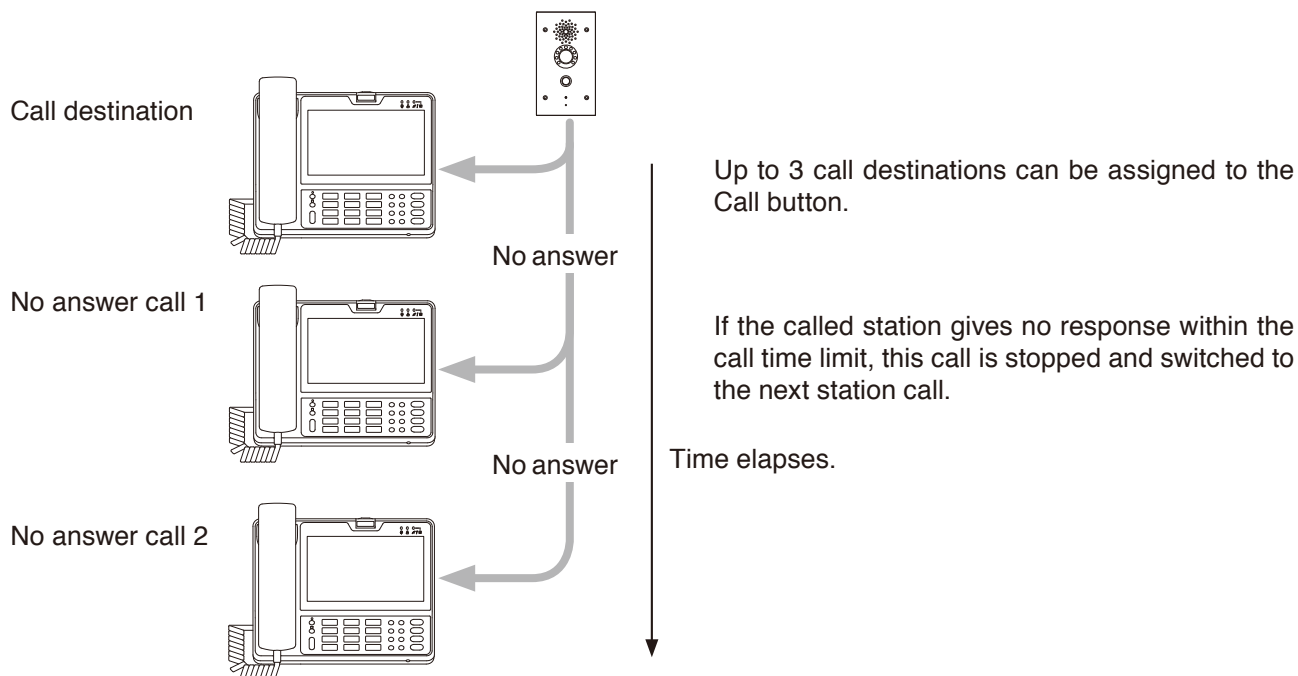 Call destination
Up to 3 call destinations can be assigned to the
Call button.
No answer
No answer call 1
If the called station gives no response within the
call time limit, this call is stopped and switched to
the next station call.
No answer
Time elapses.
No answer call 2